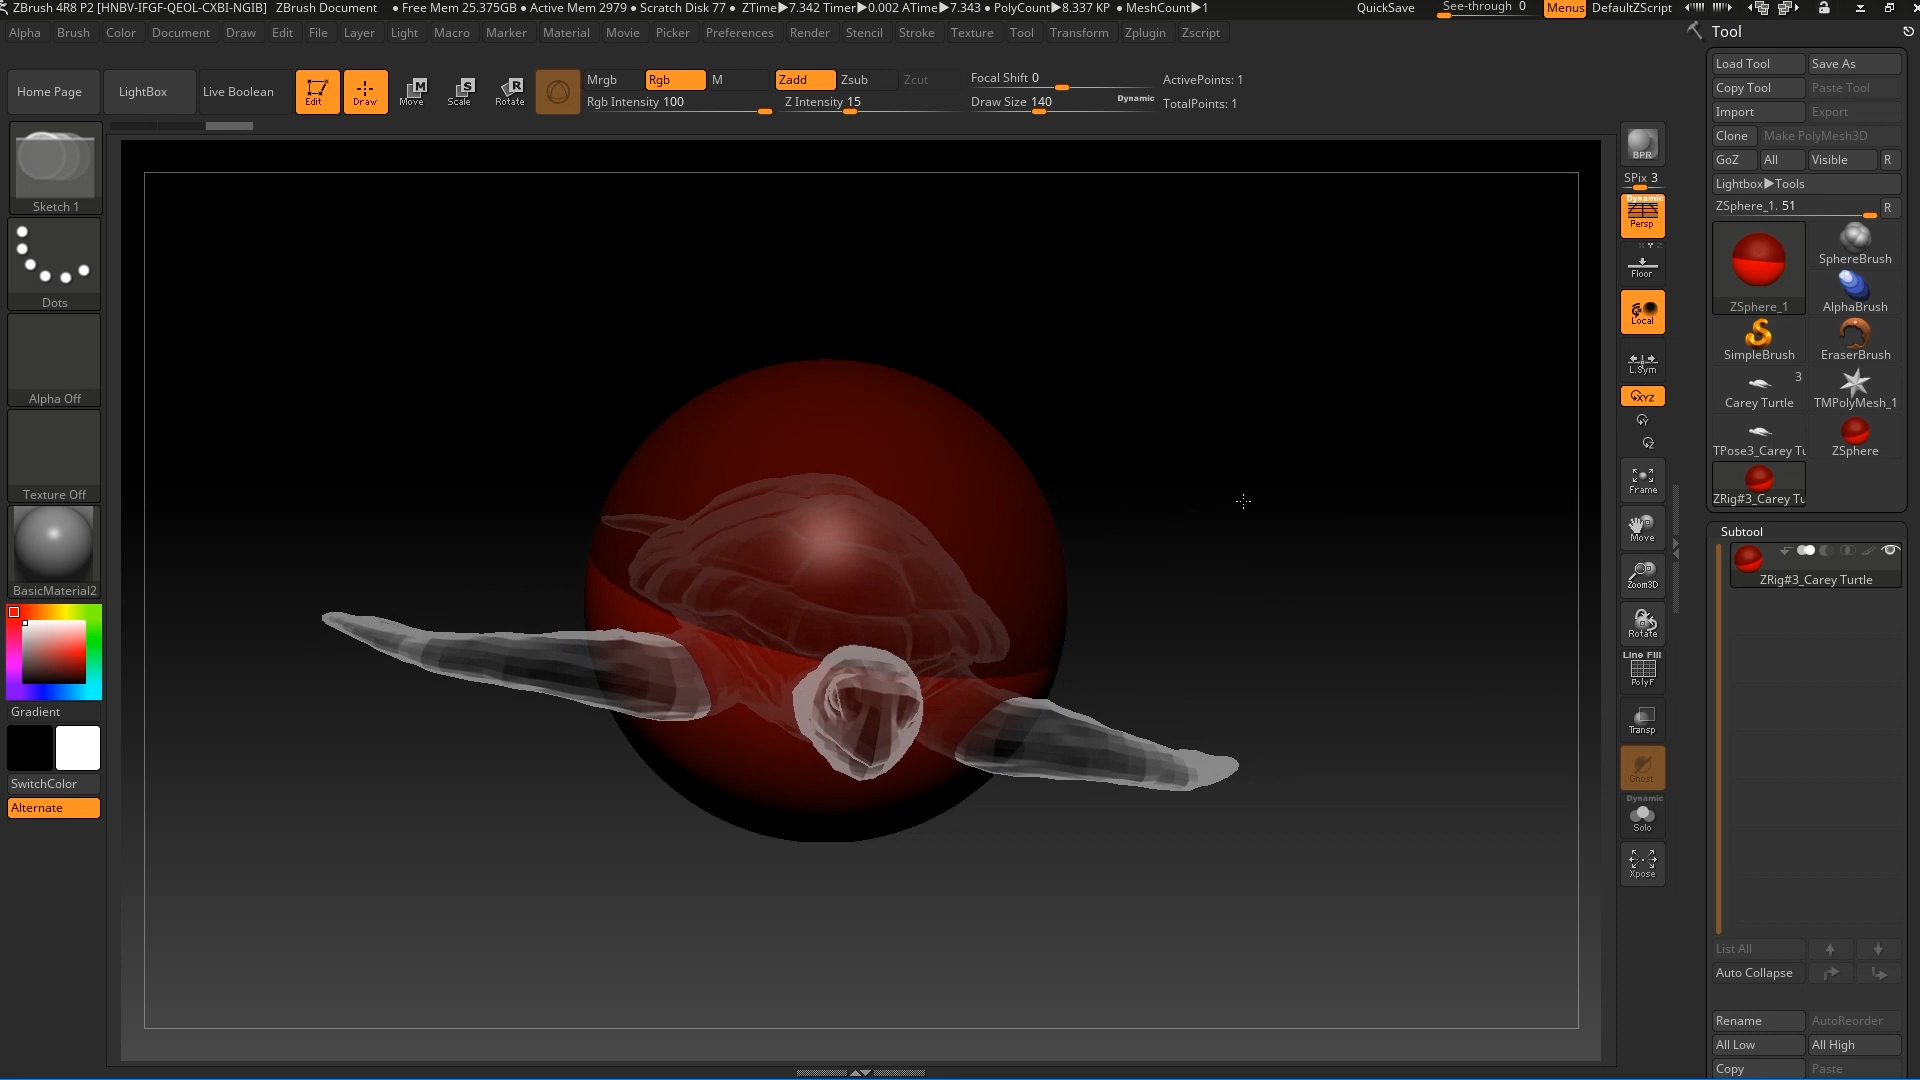 ZBrush 4R8 P2 [HNBV-IFGF-QEOL-CXBI-NGIB] ZBrush Document • Free Mem 25.375GB • Active Mem 2979 • Scratch Disk 77 • ZTime▶7.342 Timer▶0.002 ATime▶7.343 • PolyCount▶8.337 KP • MeshCount▶1 QuickSave See-through 0 Menus DefaultZScript
Alpha Brush Color Document Draw Edit File Layer Light Macro Marker Material Movie Picker Preferences Render Stencil Stroke Texture Tool Transform Zplugin Zscript
Home Page LightBox Live Boolean Edit Draw Move Scale Rotate
Mrgb Rgb M Zadd Zsub Zcut
Rgb Intensity 100 Z Intensity 15
Focal Shift 0
Draw Size 140 Dynamic
ActivePoints: 1
TotalPoints: 1
Sketch 1
Dots
Alpha Off
Texture Off
BasicMaterial2
Gradient
SwitchColor
Alternate
BPR
SPix 3
Dynamic
Persp
Floor
Local
L.Sym
XYZ
Y
Z
Frame
Move
Zoom3D
Rotate
Line Fill
PolyF
Transp
Ghost
Dynamic
Solo
Xpose
Tool
Load Tool Save As
Copy Tool Paste Tool
Import Export
Clone Make PolyMesh3D
GoZ All Visible R
Lightbox▶Tools
ZSphere_1. 51 R
ZSphere_1 SphereBrush
AlphaBrush
SimpleBrush EraserBrush
3
Carey Turtle TMPolyMesh_1
TPose3_Carey Tu ZSphere
ZRig#3_Carey Tu
Subtool
ZRig#3_Carey Turtle
List All
Auto Collapse
Rename AutoReorder
All Low All High
Copy Paste